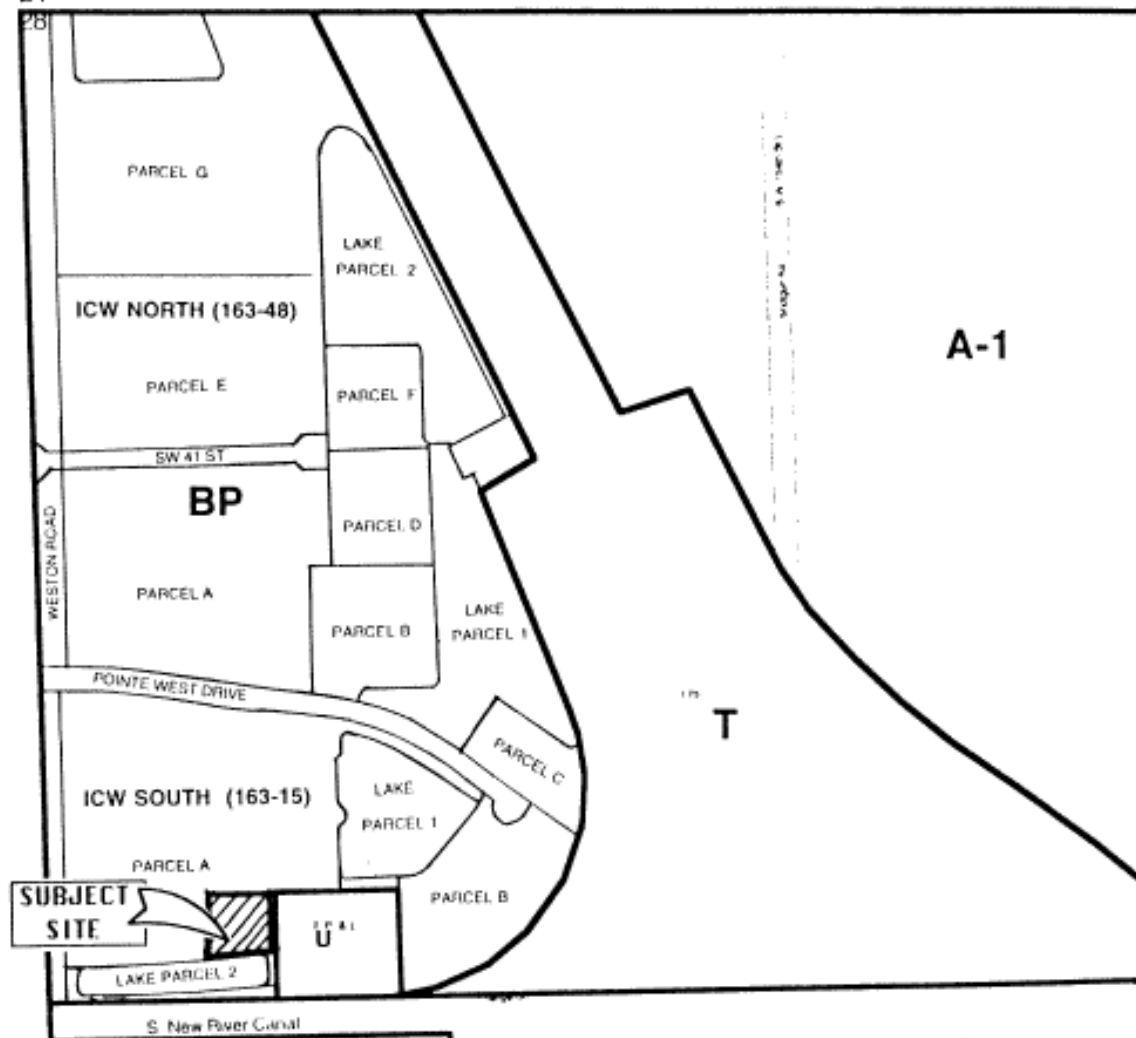 28
PARCEL G
LAKE
PARCEL 2
ICW NORTH (163-48)
A-1
PARCEL E
PARCEL F
SW 41 ST
BP
WESTON ROAD
PARCEL D
PARCEL A
LAKE
PARCEL 1
PARCEL B
POINTE WEST DRIVE
T
PARCEL C
ICW SOUTH (163-15)
LAKE
PARCEL 1
PARCEL A
PARCEL B
SUBJECT
SITE
U
LAKE PARCEL 2
S. New River Canal